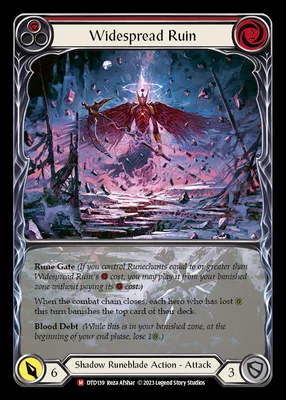 Widespread Ruin
Rune Gate (If you control Runechants equal to or greater than
Widespread Ruin's cost, you may play it from your banished
zone without paying its cost.)
When the combat chain closes, each hero who has lost
this turn banishes the top card of their deck.
Blood Debt (While this is in your banished zone, at the
beginning of your end phase, lose 1 .)
6
Shadow Runeblade Action - Attack
3
M DTD139 Reza Afshar ©2023 Legend Story Studios